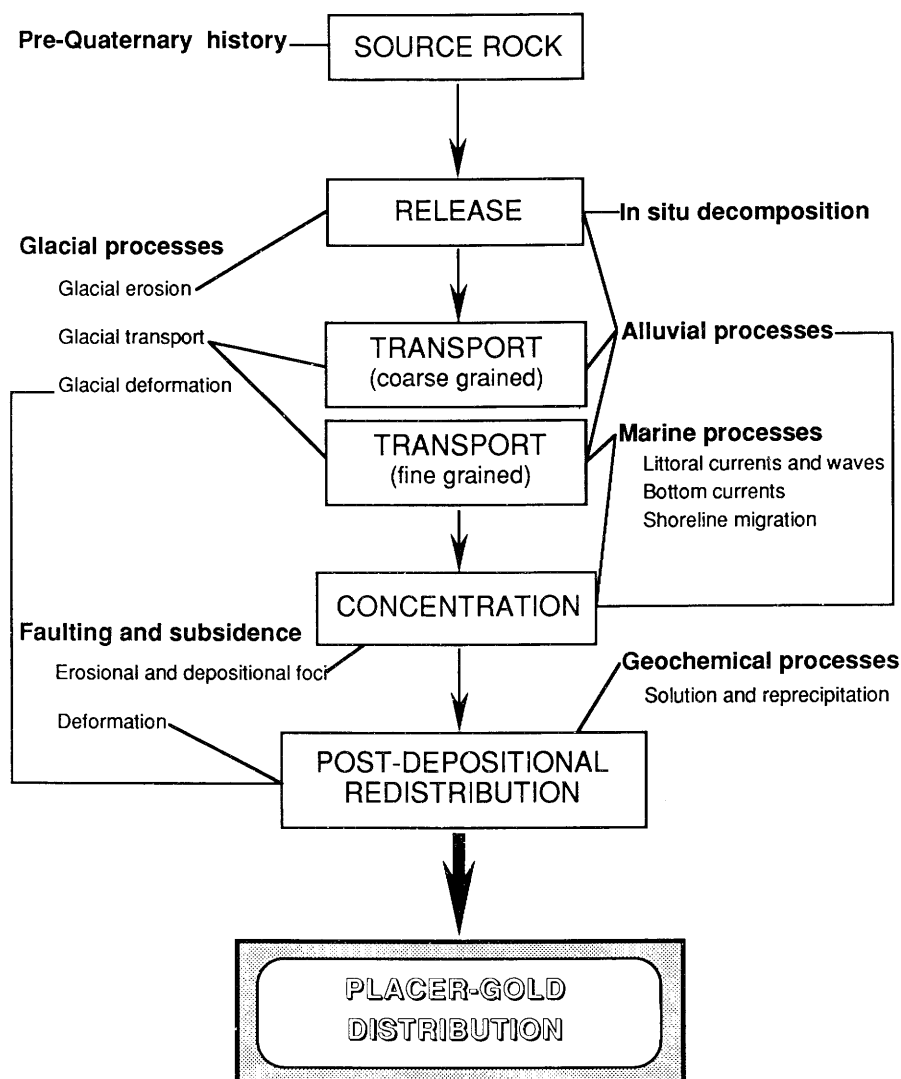 Pre-Quaternary history
SOURCE ROCK
RELEASE
In situ decomposition
Glacial processes
Glacial erosion
Glacial transport
TRANSPORT
(coarse grained)
Alluvial processes
Glacial deformation
TRANSPORT
(fine grained)
Marine processes
Littoral currents and waves
Bottom currents
Shoreline migration
CONCENTRATION
Faulting and subsidence
Erosional and depositional foci
Geochemical processes
Solution and reprecipitation
Deformation
POST-DEPOSITIONAL
REDISTRIBUTION
PLACER-GOLD
DISTRIBUTION